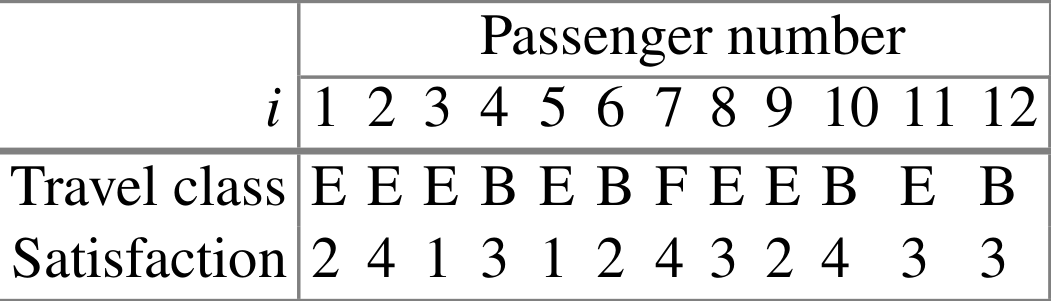 Passenger number
i 1 2 3 4 5 6 7 8 9 10 11 12
Travel class E E E B E B F E E B E B
Satisfaction 2 4 1 3 1 2 4 3 2 4 3 3